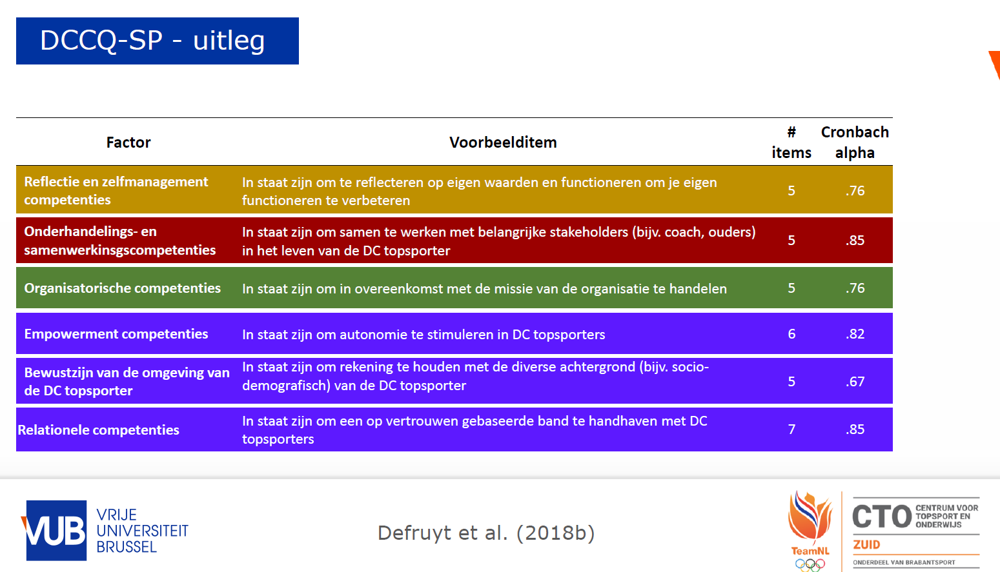 DCCQ-SP - uitleg
Factor
Voorbeelditem
#
items
Cronbach
alpha
Reflectie en zelfmanagement
competenties
In staat zijn om te reflecteren op eigen waarden en functioneren om je eigen
functioneren te verbeteren
5
.76
Onderhandelings- en
samenwerkinsgscompetenties
In staat zijn om samen te werken met belangrijke stakeholders (bijv. coach, ouders)
in het leven van de DC topsporter
5
.85
Organisatorische competenties
In staat zijn om in overeenkomst met de missie van de organisatie te handelen
5
.76
Empowerment competenties
In staat zijn om autonomie te stimuleren in DC topsporters
6
.82
Bewustzijn van de omgeving van
de DC topsporter
In staat zijn om rekening te houden met de diverse achtergrond (bijv. socio-
demografisch) van de DC topsporter
5
.67
Relationele competenties
In staat zijn om een op vertrouwen gebaseerde band te handhaven met DC
topsporters
7
.85
VUB
VRIJE
UNIVERSITEIT
BRUSSEL
Defruyt et al. (2018b)
TeamNL
CTO
CENTRUM VOOR
TOPSPORT EN
ONDERWIJS
ZUID
ONDERDEEL VAN BRABANTSPORT